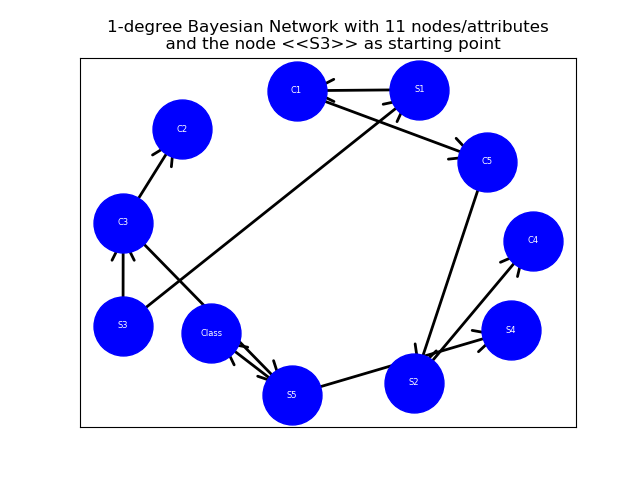 1-degree Bayesian Network with 11 nodes/attributes
and the node <<S3>> as starting point
C1
S1
C2
C5
C3
C4
S3
Class
S4
S2
S5